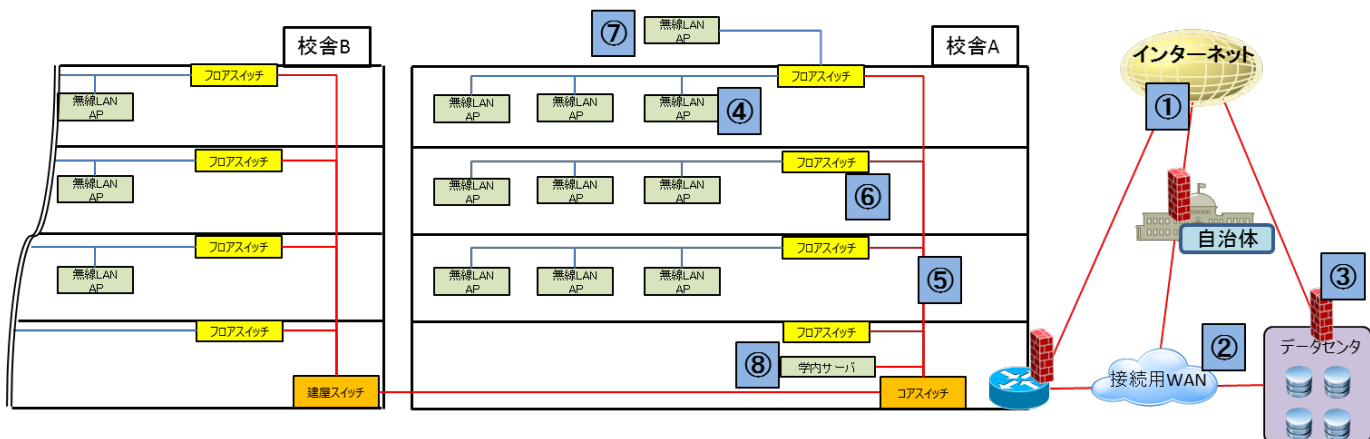 校舎B
フロアスイッチ
無線LAN
AP
フロアスイッチ
無線LAN
AP
フロアスイッチ
無線LAN
AP
フロアスイッチ
建屋スイッチ
⑦
無線LAN
AP
校舎A
フロアスイッチ
無線LAN
AP
無線LAN
AP
無線LAN
AP
④
フロアスイッチ
無線LAN
AP
無線LAN
AP
無線LAN
AP
⑥
フロアスイッチ
無線LAN
AP
無線LAN
AP
無線LAN
AP
⑤
フロアスイッチ
⑧
学内サーバ
コアスイッチ
インターネット
①
自治体
③
②
接続用WAN
データセンタ